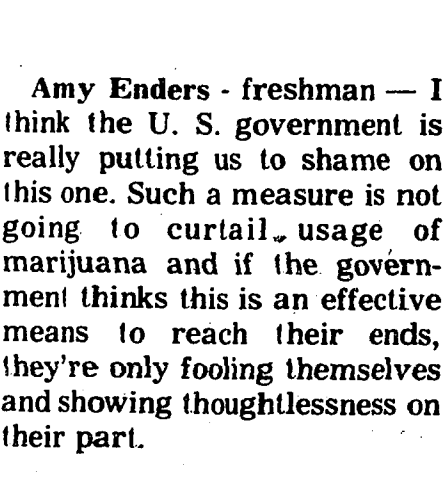 Amy Enders - freshman — I
think the U. S. government is
really putting us to shame on
this one. Such a measure is not
going to curtail usage of
marijuana and if the govern-
ment thinks this is an effective
means to reach their ends,
they're only fooling themselves
and showing thoughtlessness on
their part.